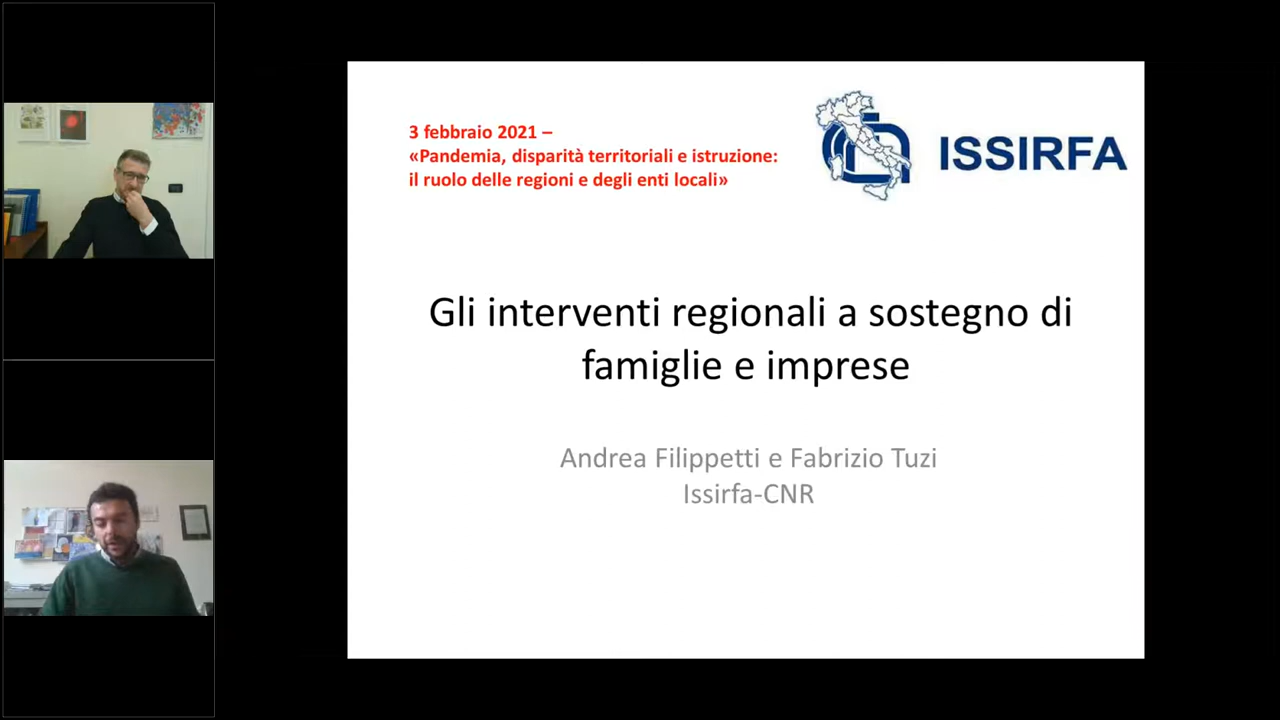 3 febbraio 2021 –
«Pandemia, disparità territoriali e istruzione:
il ruolo delle regioni e degli enti locali»
ISSIRFA
Gli interventi regionali a sostegno di
famiglie e imprese
Andrea Filippetti e Fabrizio Tuzi
Issirfa-CNR